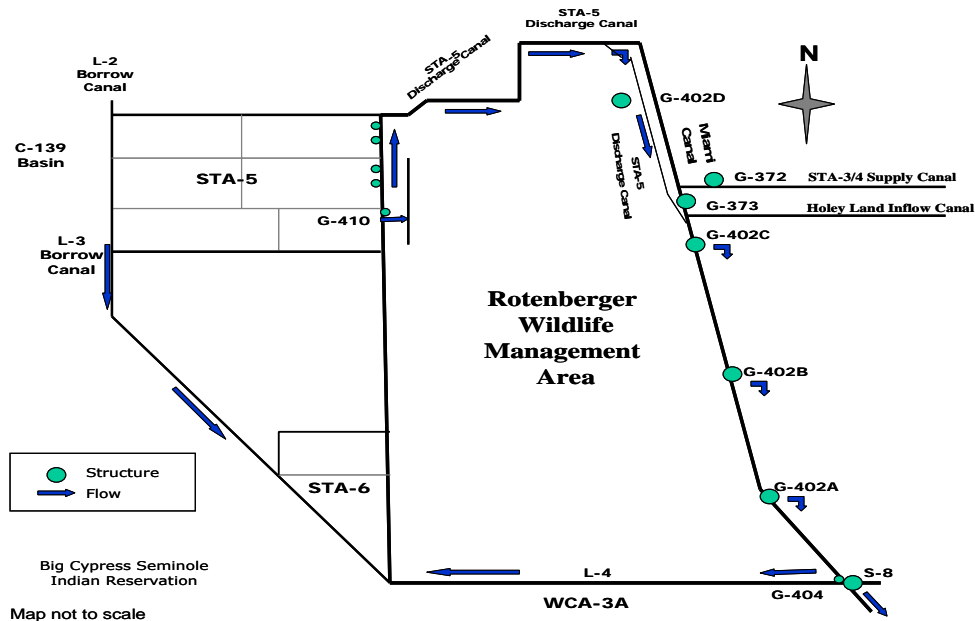 STA-5
Discharge Canal
STA-5
Discharge Canal
N
L-2
Borrow
Canal
G-402D
Miami
Canal
C-139
Basin
STA-5
STA-5
Discharge Canal
G-372
STA-3/4 Supply Canal
G-373
Holey Land Inflow Canal
G-410
G-402C
L-3
Borrow
Canal
Rotenberger
Wildlife
Management
Area
G-402B
Structure
Flow
STA-6
G-402A
Big Cypress Seminole
Indian Reservation
L-4
S-8
G-404
WCA-3A
Map not to scale